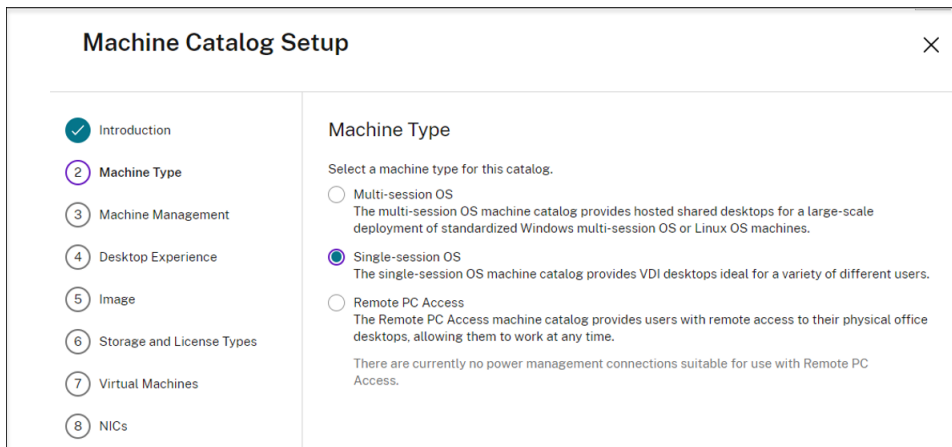 Machine Catalog Setup
Introduction
2 Machine Type
3 Machine Management
4 Desktop Experience
5 Image
6 Storage and License Types
7 Virtual Machines
8 NICs
Machine Type
Select a machine type for this catalog.
Multi-session OS
The multi-session OS machine catalog provides hosted shared desktops for a large-scale
deployment of standardized Windows multi-session OS or Linux OS machines.
Single-session OS
The single-session OS machine catalog provides VDI desktops ideal for a variety of different users.
Remote PC Access
The Remote PC Access machine catalog provides users with remote access to their physical office
desktops, allowing them to work at any time.
There are currently no power management connections suitable for use with Remote PC
Access.